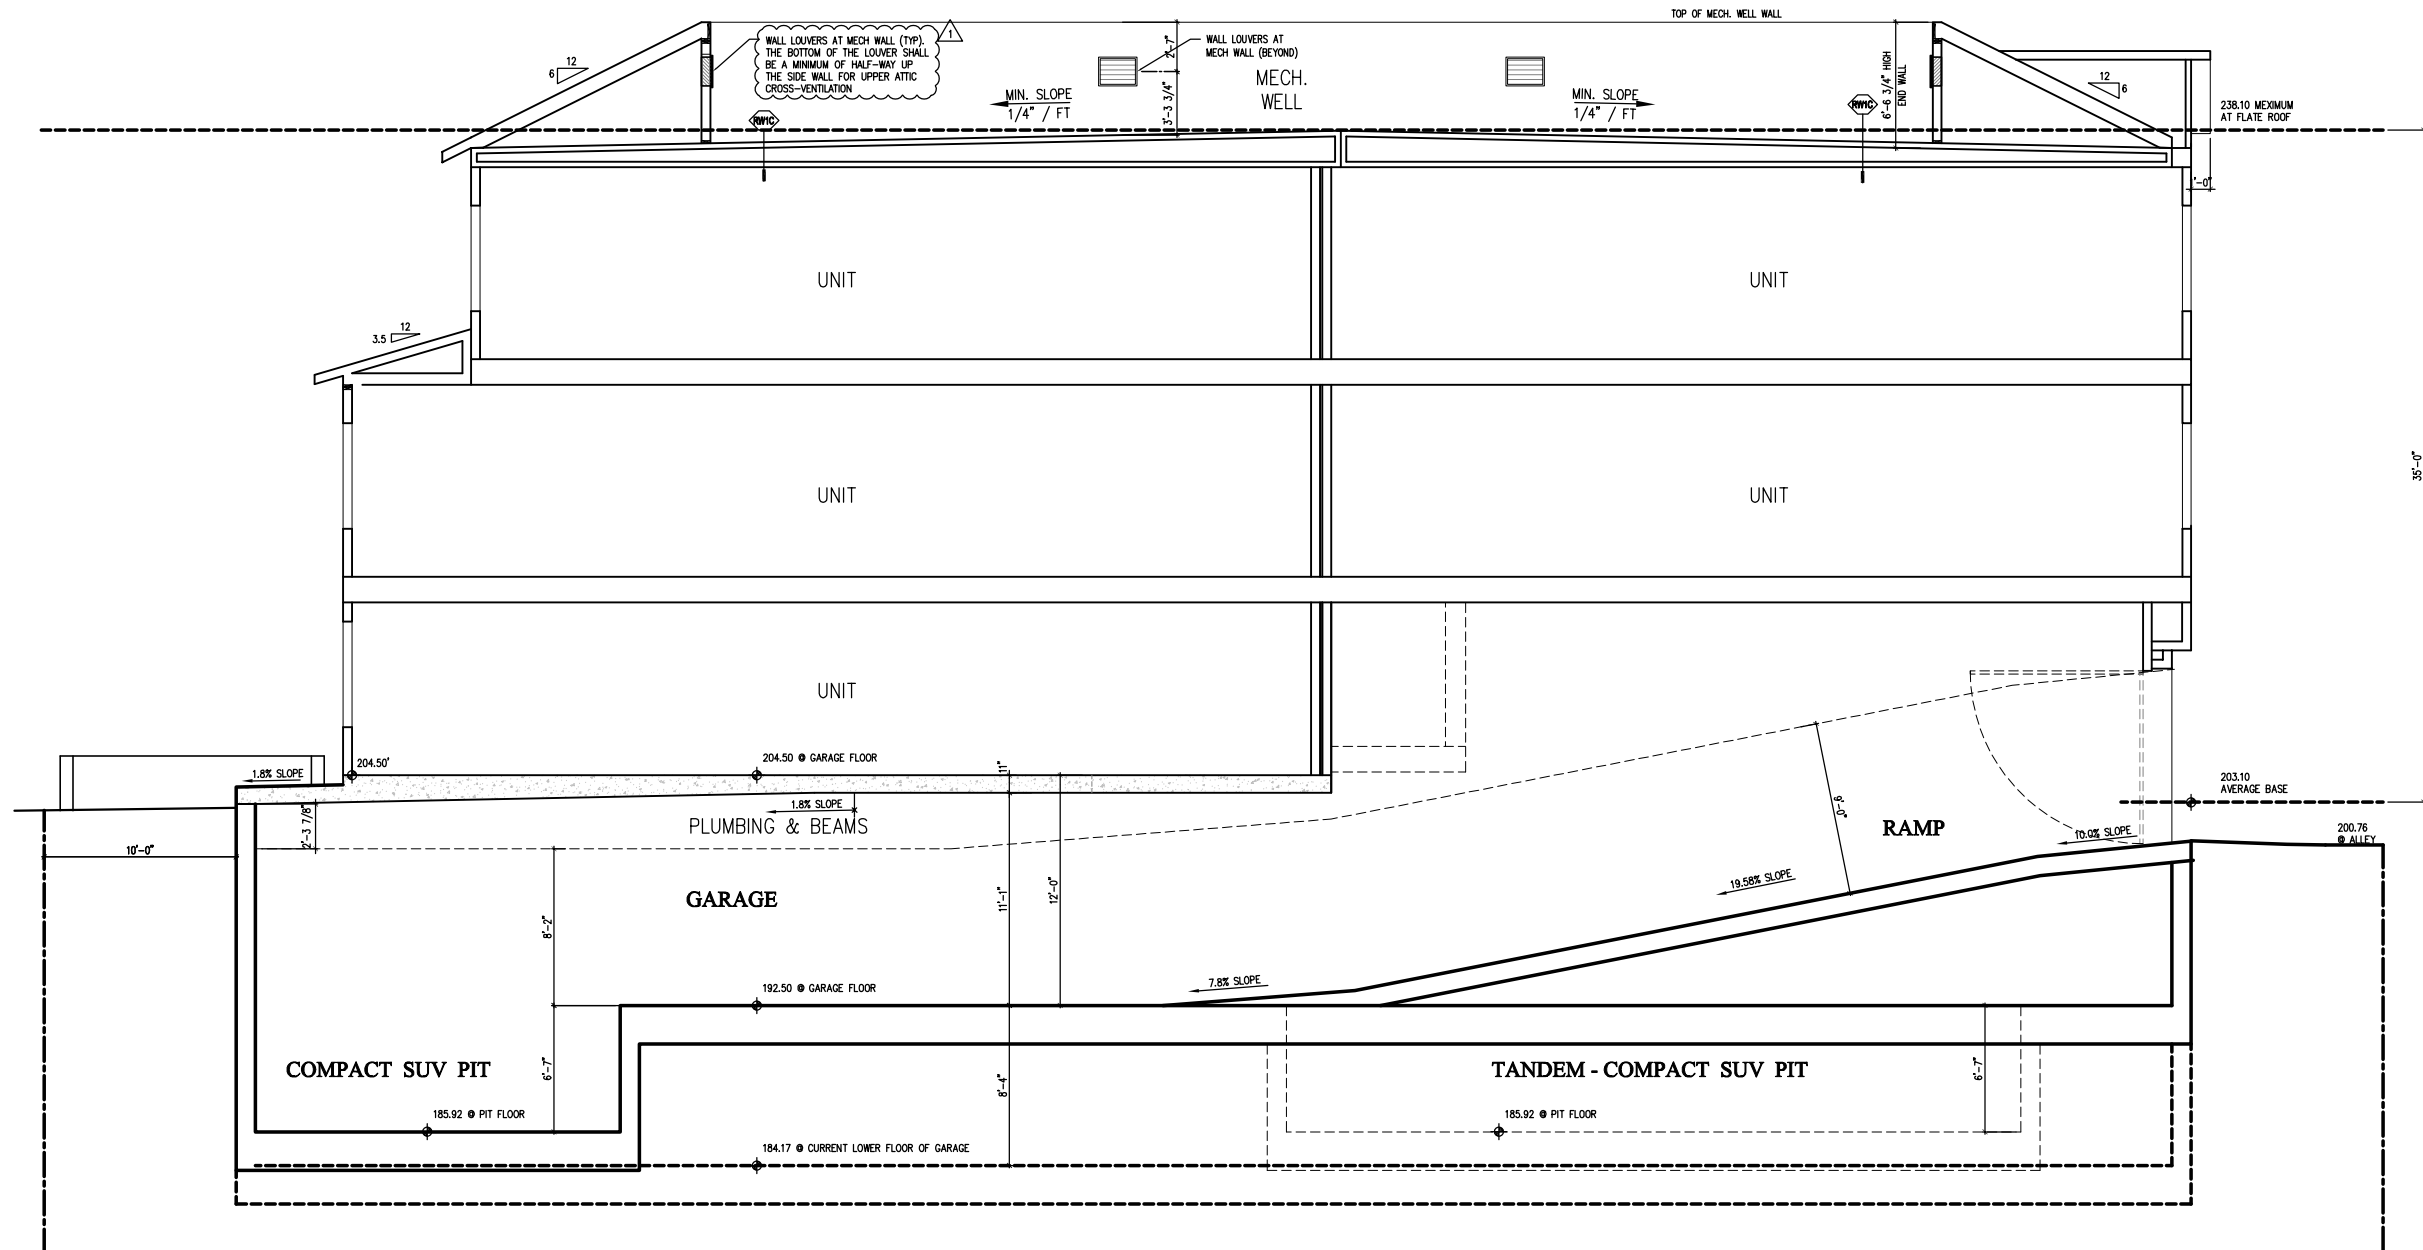 TOP OF MECH. WELL WALL
WALL LOUVERS AT MECH WALL (TYP).
THE BOTTOM OF THE LOUVER SHALL
BE A MINIMUM OF HALF-WAY UP
THE SIDE WALL FOR UPPER ATTIC
CROSS-VENTILATION
1
WALL LOUVERS AT
MECH WALL (BEYOND)
2'-7"
3'-3 3/4"
MECH.
WELL
12
6
MIN. SLOPE
1/4" / FT
MIN. SLOPE
1/4" / FT
6'-6 3/4" HIGH
END WALL
12
6
RW1C
RW1C
238.10 MEXIMUM
AT FLATE ROOF
'-0"
UNIT
UNIT
12
3.5
35'-0"
UNIT
UNIT
UNIT
204.50'
204.50 @ GARAGE FLOOR
1.8% SLOPE
11"
1.8% SLOPE
2'-3 7/8"
PLUMBING & BEAMS
10'-0"
9'-0"
RAMP
203.10
AVERAGE BASE
200.76
@ ALLEY
10.0% SLOPE
19.58% SLOPE
GARAGE
8'-2"
11'-1"
12'-0"
7.8% SLOPE
192.50 @ GARAGE FLOOR
COMPACT SUV PIT
6'-7"
8'-4"
TANDEM - COMPACT SUV PIT
6'-7"
185.92 @ PIT FLOOR
185.92 @ PIT FLOOR
184.17 @ CURRENT LOWER FLOOR OF GARAGE